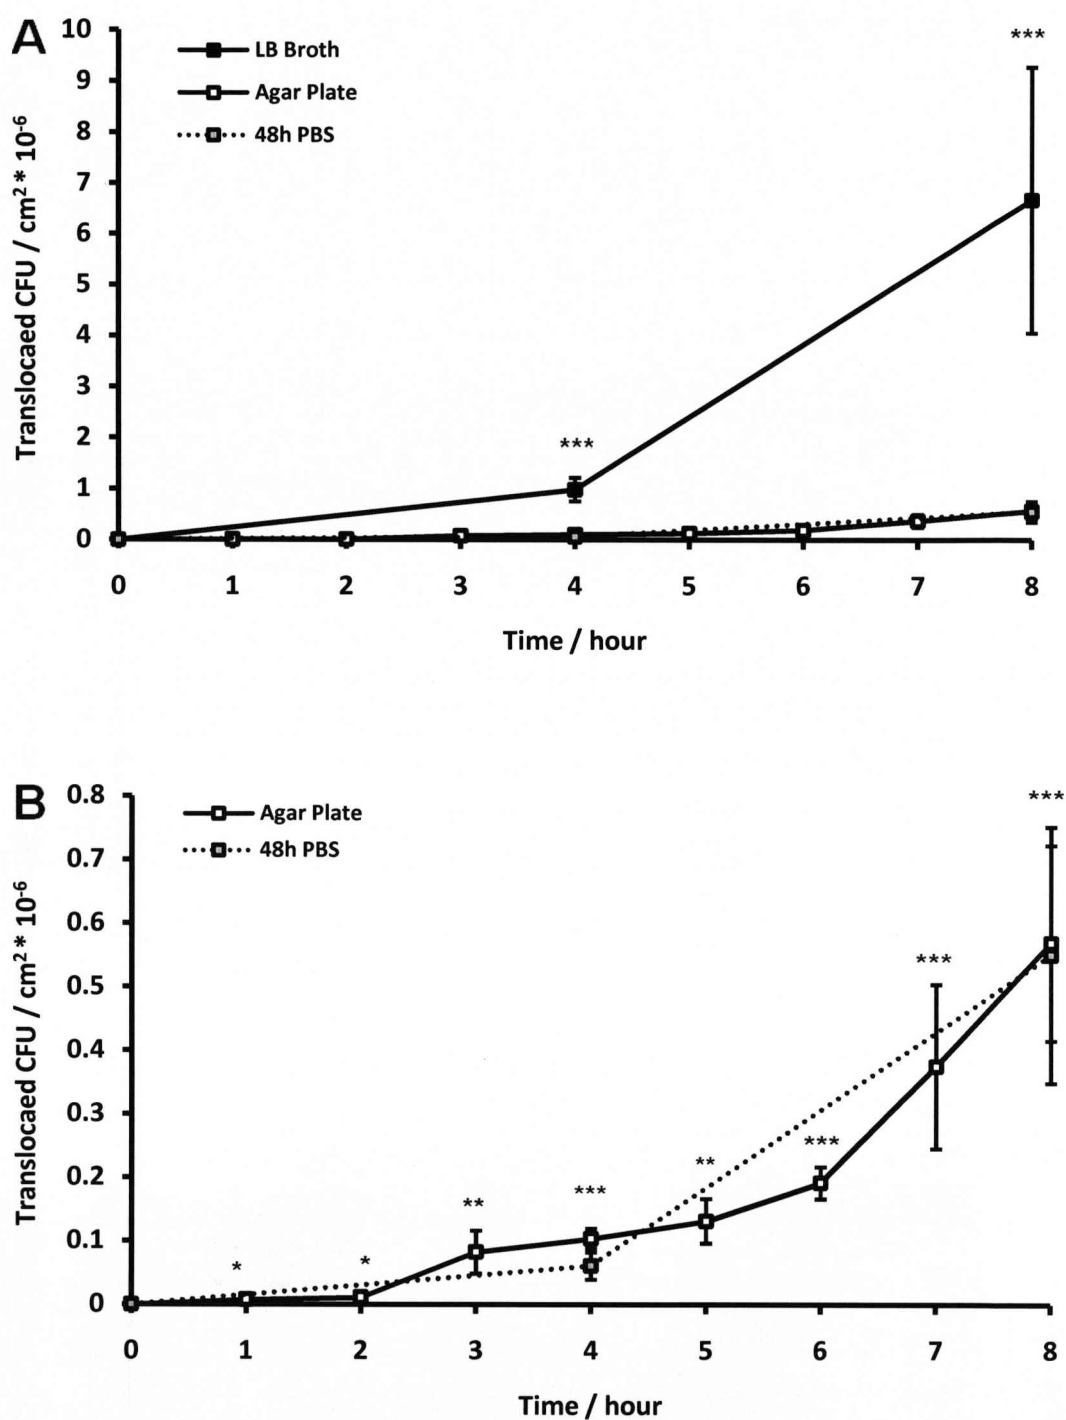 A
10
9
8
7
6
5
4
3
2
1
0
Translocaed CFU / cm² * 10⁻⁶
LB Broth
Agar Plate
48h PBS
***
***
0 1 2 3 4 5 6 7 8
Time / hour
B
0.8
0.7
0.6
0.5
0.4
0.3
0.2
0.1
0
Translocaed CFU / cm² * 10⁻⁶
Agar Plate
48h PBS
*
*
**
***
**
***
***
***
0 1 2 3 4 5 6 7 8
Time / hour